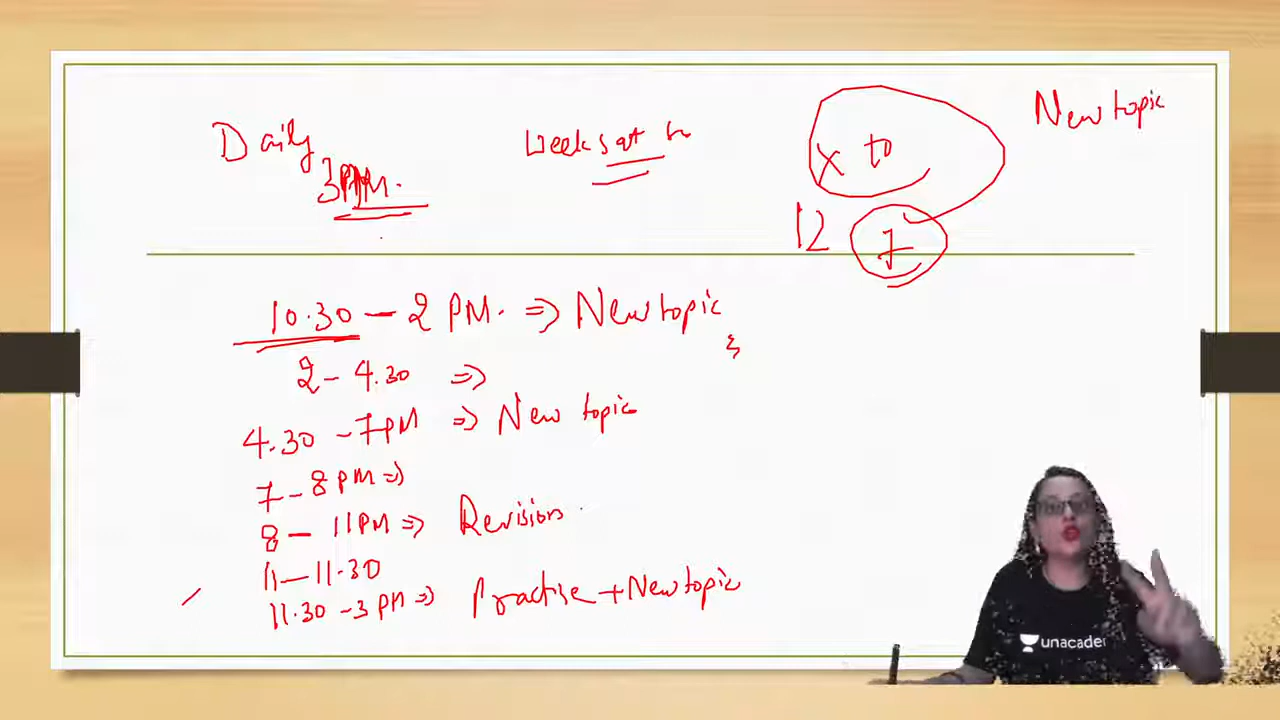 Daily
3PM.
Weeks at
New topic
x to
12 7
10.30 - 2 PM. => New topic
2 - 4.30 =>
4.30 - 7PM => New topic
7 - 8 PM =>
8 - 11PM => Revision
11 - 11.30
11.30 - 3 PM => Practise + New topic
unacade